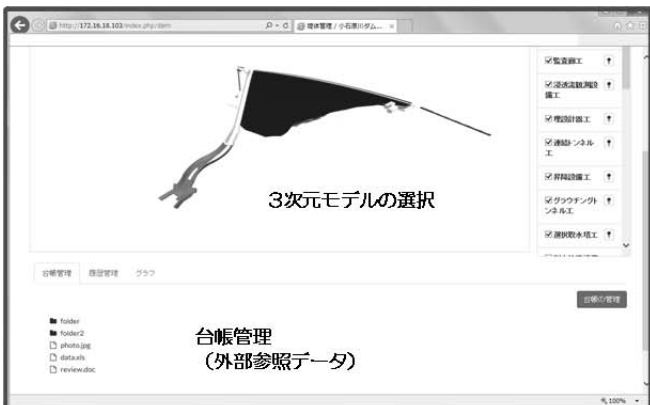 http://172.16.18.102/index.php/dam
堤体管理 / 小石原川ダム...
監査廊工
浸透流観測設備工
埋設計器工
連絡トンネル工
昇降設備工
グラウチングトンネル工
選択取水塔工
3次元モデルの選択
台帳管理
履歴管理
グラフ
台帳の管理
folder
folder2
photo.jpg
data.xls
review.doc
台帳管理
(外部参照データ)
100%